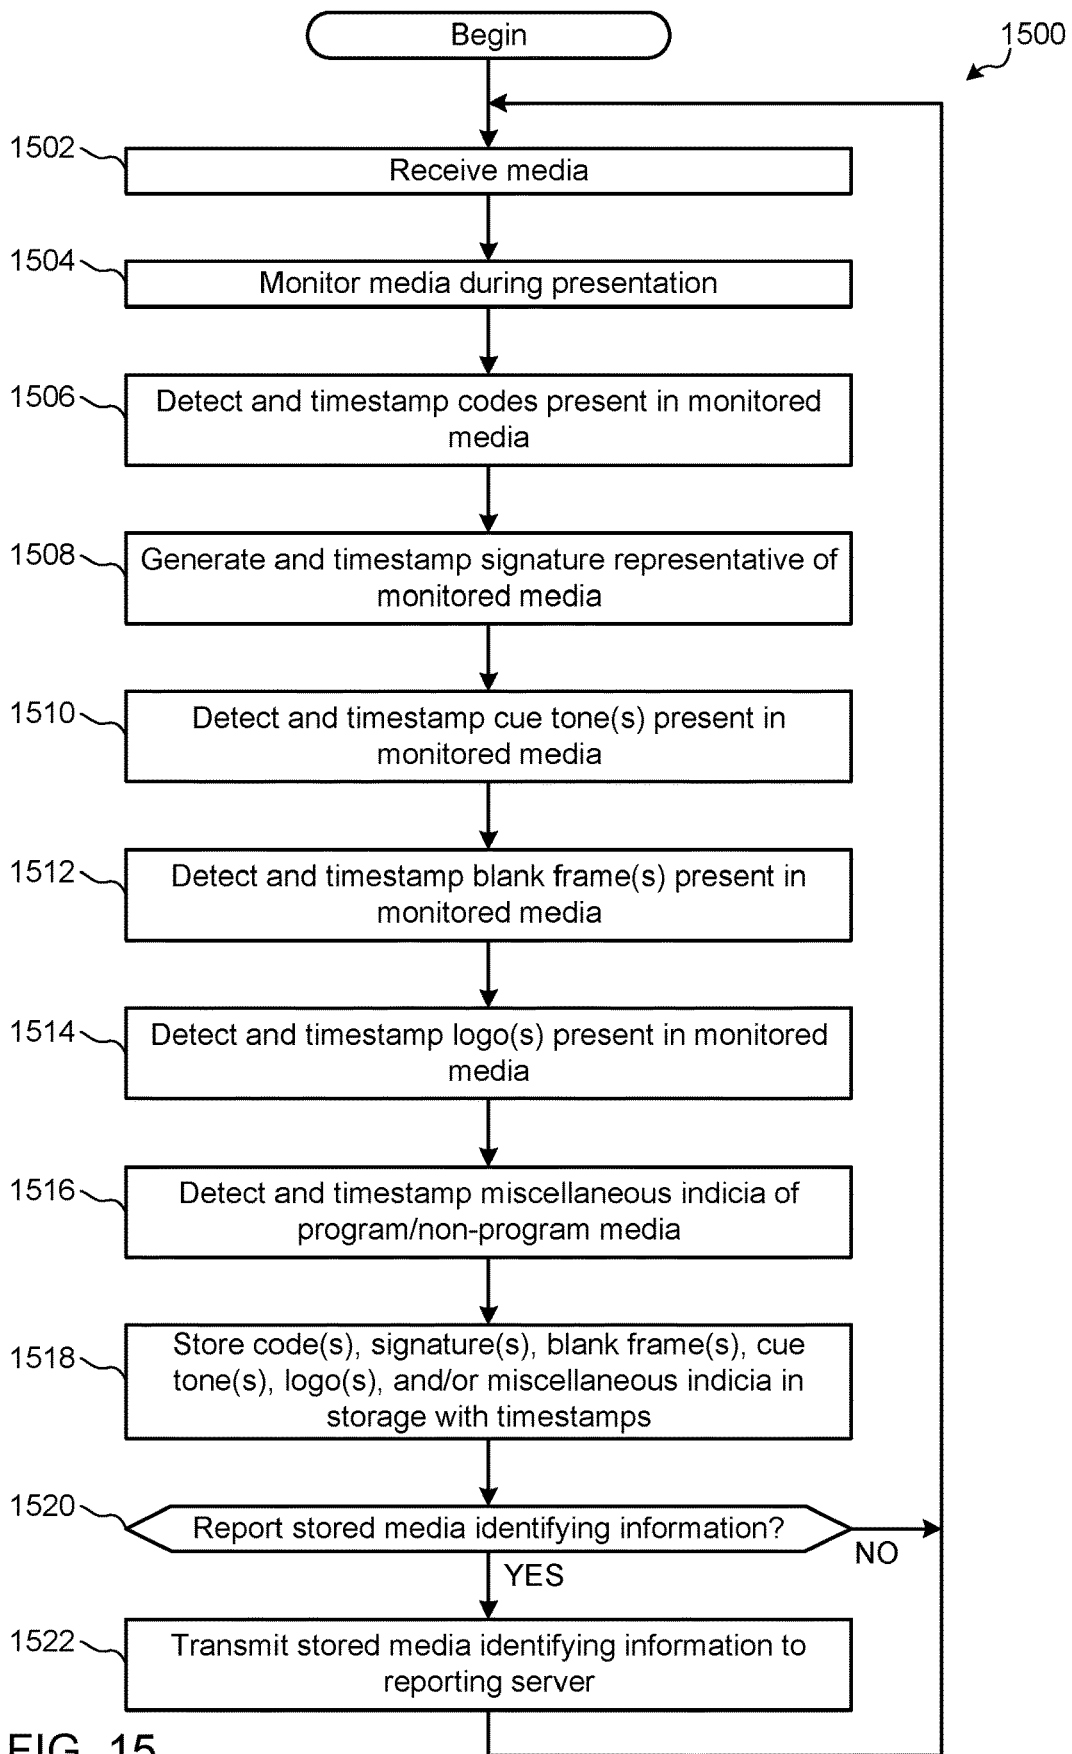 Begin
1500
1502
Receive media
1504
Monitor media during presentation
1506
Detect and timestamp codes present in monitored
media
1508
Generate and timestamp signature representative of
monitored media
1510
Detect and timestamp cue tone(s) present in
monitored media
1512
Detect and timestamp blank frame(s) present in
monitored media
1514
Detect and timestamp logo(s) present in monitored
media
1516
Detect and timestamp miscellaneous indicia of
program/non-program media
1518
Store code(s), signature(s), blank frame(s), cue
tone(s), logo(s), and/or miscellaneous indicia in
storage with timestamps
1520
Report stored media identifying information?
NO
YES
1522
Transmit stored media identifying information to
reporting server
FIG. 15